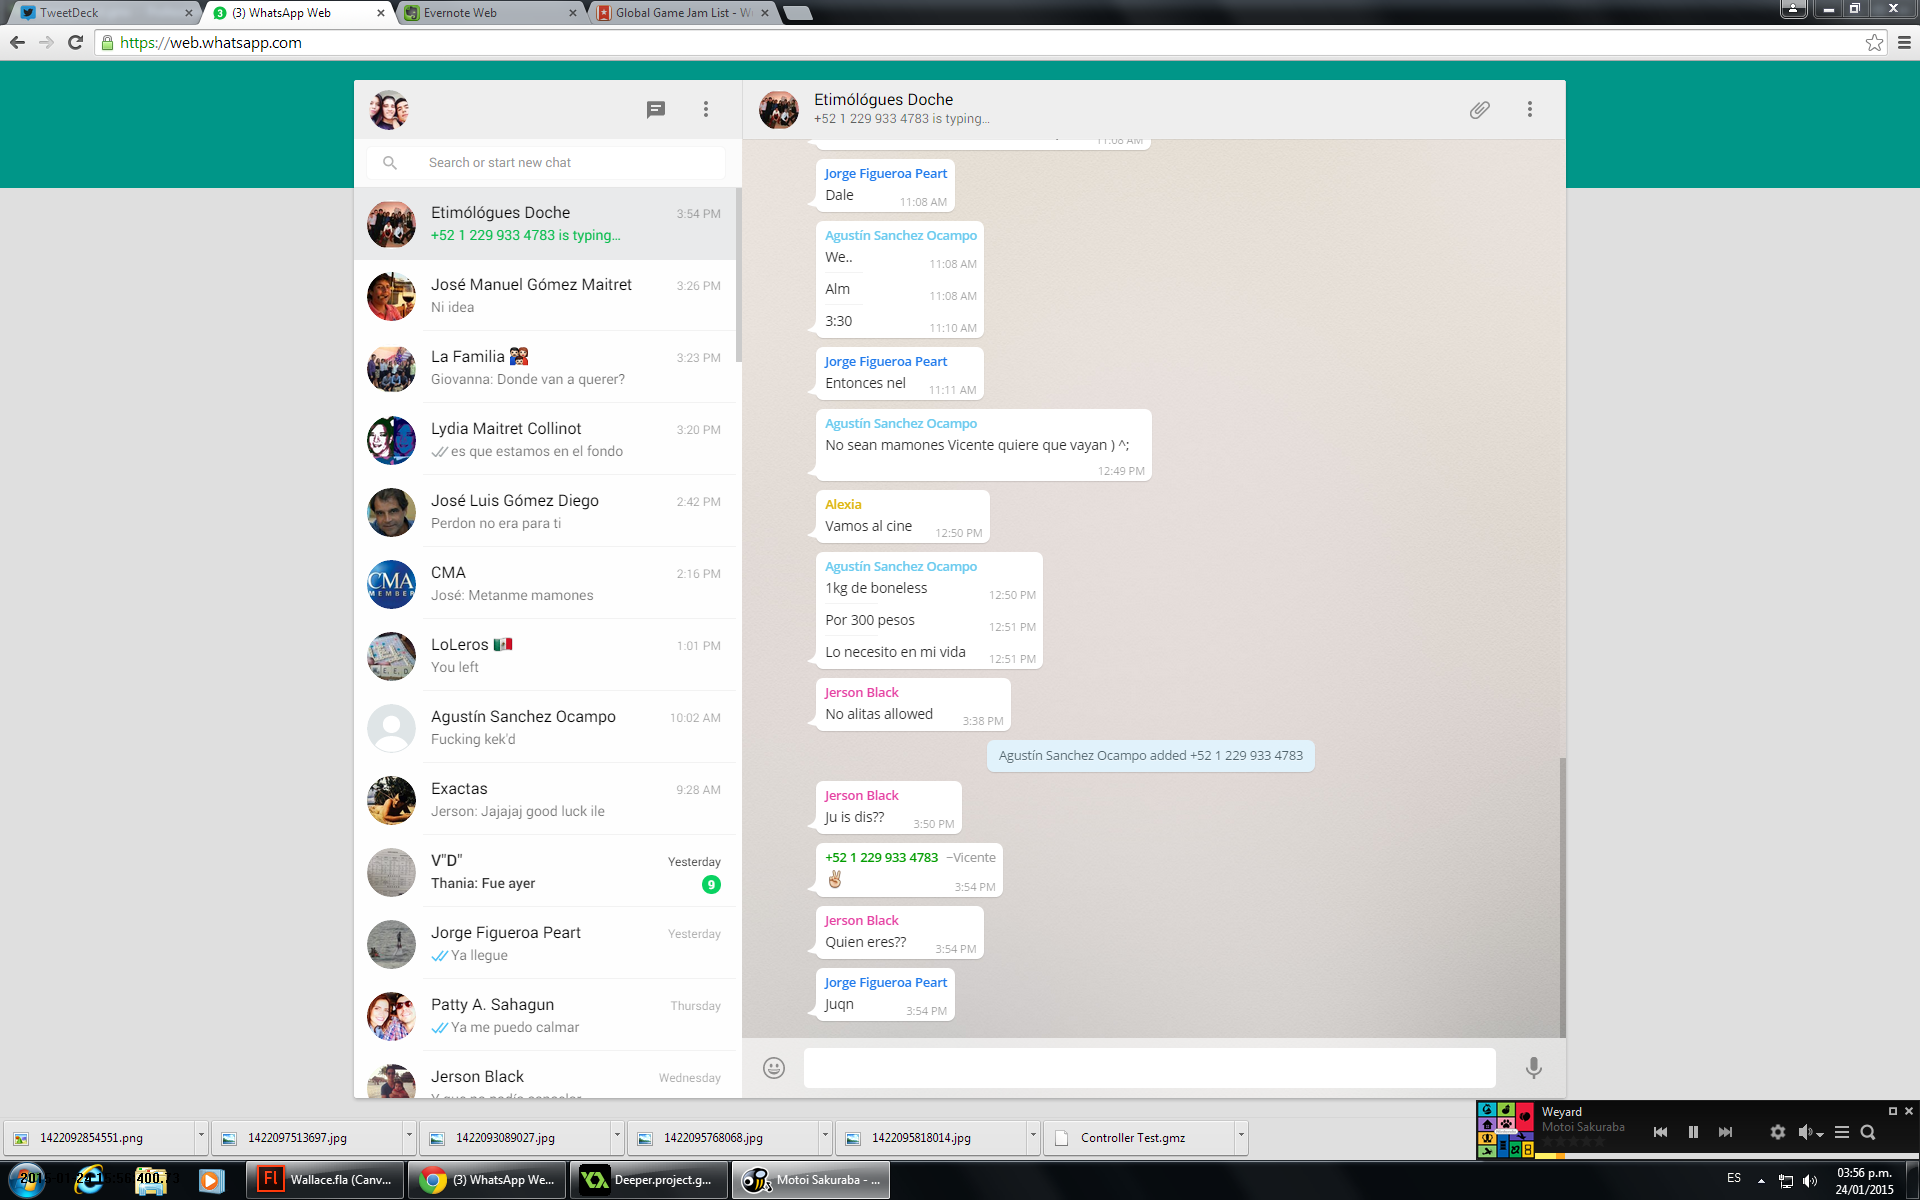 TweetDeck
(3) WhatsApp Web
Evernote Web
Global Game Jam List - W
https://web.whatsapp.com
Search or start new chat
Etimólógues Doche
3:54 PM
+52 1 229 933 4783 is typing...
José Manuel Gómez Maitret
3:26 PM
Ni idea
La Familia
3:23 PM
Giovanna: Donde van a querer?
Lydia Maitret Collinot
3:20 PM
es que estamos en el fondo
José Luis Gómez Diego
2:42 PM
Perdon no era para ti
CMA
MEMBER
CMA
2:16 PM
José: Metanme mamones
LoLeros
1:01 PM
You left
Agustín Sanchez Ocampo
10:02 AM
Fucking kek'd
Exactas
9:28 AM
Jerson: Jajajaj good luck ile
V"D"
Yesterday
Thania: Fue ayer
9
Jorge Figueroa Peart
Yesterday
Ya llegue
Patty A. Sahagun
Thursday
Ya me puedo calmar
Jerson Black
Wednesday
Etimólógues Doche
+52 1 229 933 4783 is typing...
11:08 AM
Jorge Figueroa Peart
Dale
11:08 AM
Agustín Sanchez Ocampo
We..
11:08 AM
Alm
11:08 AM
3:30
11:10 AM
Jorge Figueroa Peart
Entonces nel
11:11 AM
Agustín Sanchez Ocampo
No sean mamones Vicente quiere que vayan ) ^;
12:49 PM
Alexia
Vamos al cine
12:50 PM
Agustín Sanchez Ocampo
1kg de boneless
12:50 PM
Por 300 pesos
12:51 PM
Lo necesito en mi vida
12:51 PM
Jerson Black
No alitas allowed
3:38 PM
Agustín Sanchez Ocampo added +52 1 229 933 4783
Jerson Black
Ju is dis??
3:50 PM
+52 1 229 933 4783 ~Vicente
✌
3:54 PM
Jerson Black
Quien eres??
3:54 PM
Jorge Figueroa Peart
Juqn
3:54 PM
1422092854551.png
1422097513697.jpg
1422093089027.jpg
1422095768068.jpg
1422095818014.jpg
Controller Test.gmz
Weyard
Motoi Sakuraba
Wallace.fla (Canv...
(3) WhatsApp We...
Deeper.project.g...
Motoi Sakuraba - ...
ES
03:56 p.m.
24/01/2015